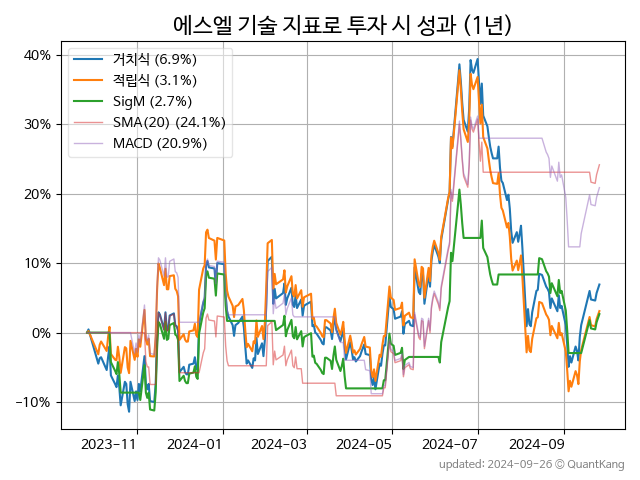 에스엘 기술 지표로 투자 시 성과 (1년)
거치식 (6.9%)
적립식 (3.1%)
SigM (2.7%)
SMA(20) (24.1%)
MACD (20.9%)
40%
30%
20%
10%
0%
−10%
2023-11
2024-01
2024-03
2024-05
2024-07
2024-09
updated: 2024-09-26 © QuantKang